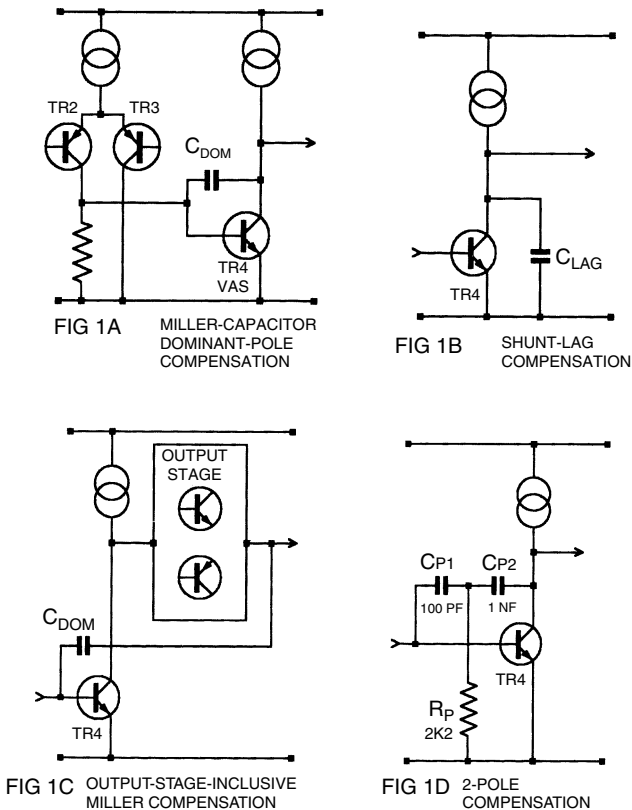 TR2
TR3
C_DOM
TR4
VAS
FIG 1A
MILLER-CAPACITOR
DOMINANT-POLE
COMPENSATION
TR4
C_LAG
FIG 1B
SHUNT-LAG
COMPENSATION
OUTPUT
STAGE
C_DOM
TR4
FIG 1C
OUTPUT-STAGE-INCLUSIVE
MILLER COMPENSATION
CP1
CP2
100 PF
1 NF
TR4
R_P
2K2
FIG 1D
2-POLE
COMPENSATION